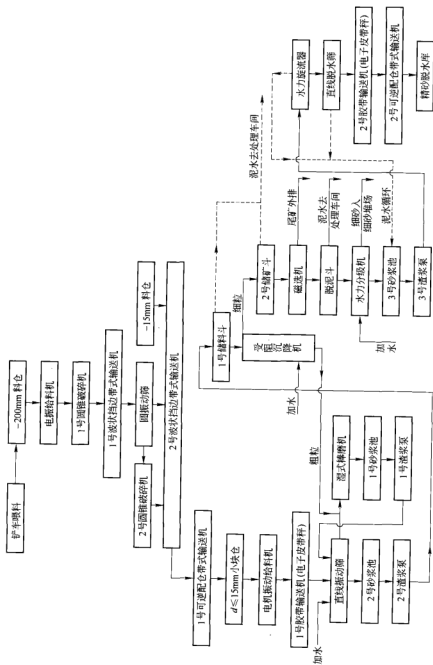 铲车喂料
-200mm料仓
电振给料机
1号圆锥破碎机
1号波状挡边带式输送机
圆振动筛
2号圆锥破碎机
-15mm料仓
2号波状挡边带式输送机
1号可逆配仓带式输送机
d≤15mm小块仓
电机振动给料机
1号胶带输送机(电子皮带秤)
加水
直线振动筛
2号砂浆池
2号渣浆泵
湿式棒磨机
1号砂浆池
1号渣浆泵
粗粒
加水
受阻沉降机
1号储料斗
细粒
泥水去处理车间
2号储矿斗
磁选机
尾矿外排
脱泥斗
泥水去
处理车间
水力分级机
细砂入
细砂堆场
加水
3号砂浆池
泥水循环
3号渣浆泵
水力旋流器
直线脱水筛
2号胶带输送机(电子皮带秤)
2号可逆配仓带式输送机
精砂脱水库